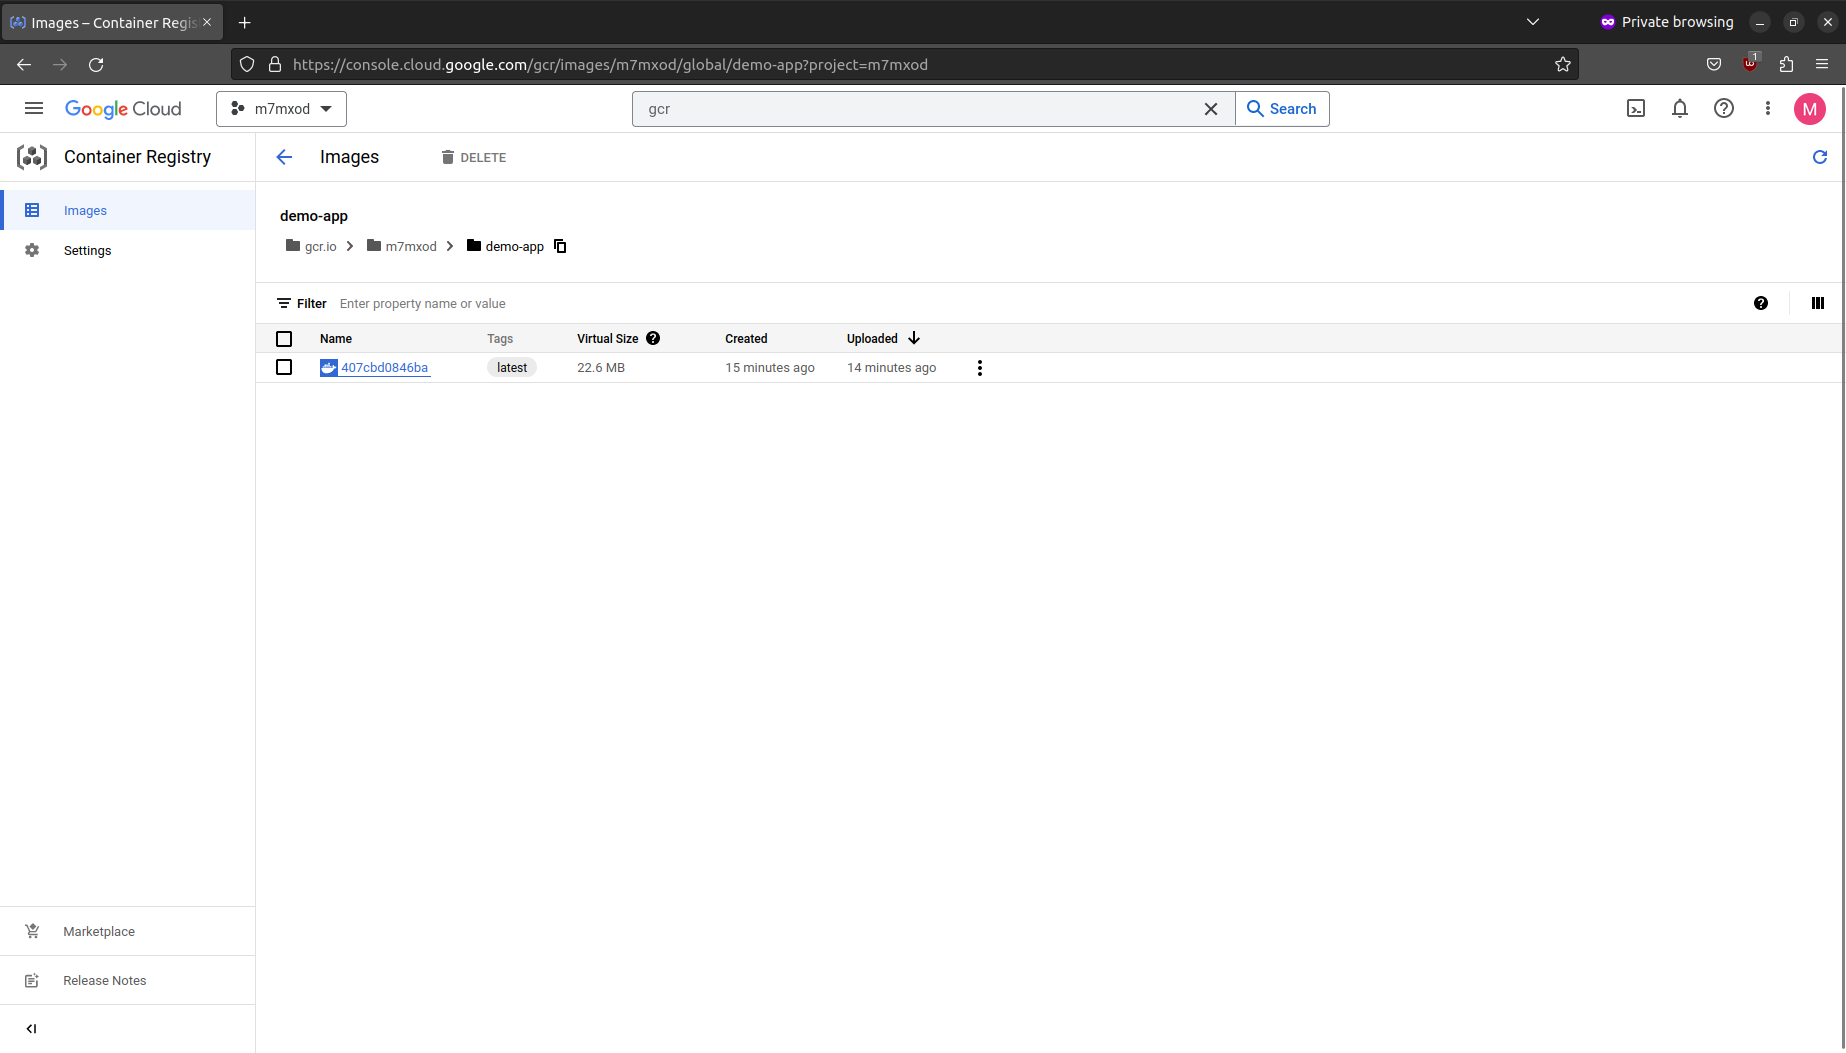 Images – Container Regis
Private browsing
https://console.cloud.google.com/gcr/images/m7mxod/global/demo-app?project=m7mxod
1
Google Cloud
m7mxod
gcr
Search
M
Container Registry
Images
DELETE
Images
Settings
demo-app
gcr.io
m7mxod
demo-app
Filter
Enter property name or value
Name
Tags
Virtual Size
Created
Uploaded
407cbd0846ba
latest
22.6 MB
15 minutes ago
14 minutes ago
Marketplace
Release Notes